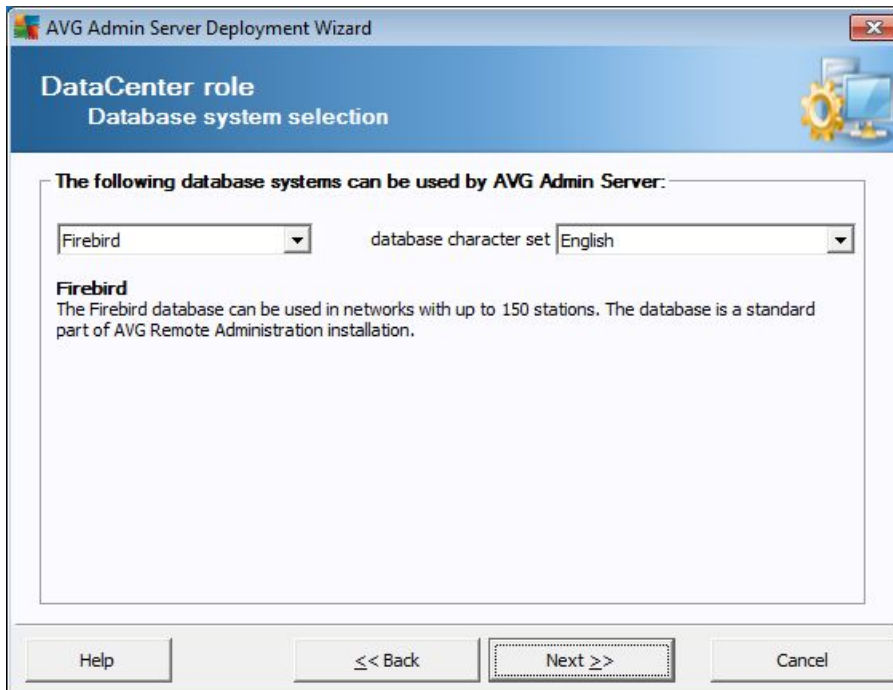 AVG Admin Server Deployment Wizard
DataCenter role
Database system selection
The following database systems can be used by AVG Admin Server:
Firebird
database character set English
Firebird
The Firebird database can be used in networks with up to 150 stations. The database is a standard
part of AVG Remote Administration installation.
Help
<< Back
Next >>
Cancel